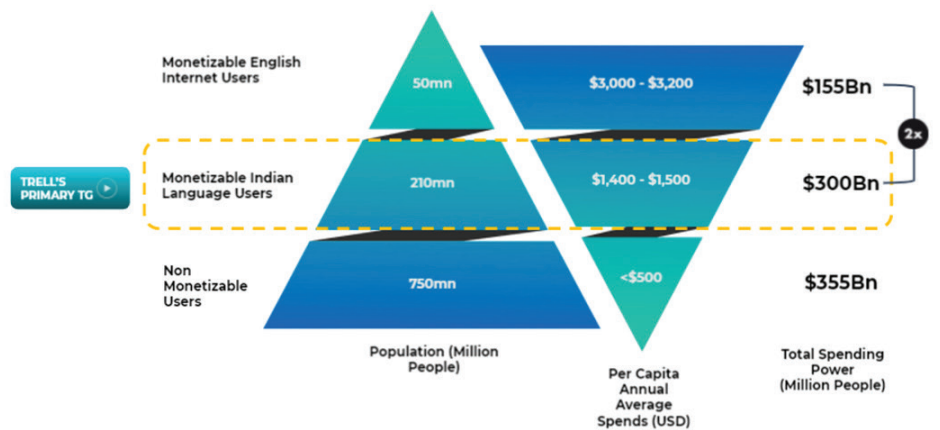 Monetizable English
Internet Users
50mn
$3,000 - $3,200
$155Bn
2x
TRELL'S
PRIMARY TG
Monetizable Indian
Language Users
210mn
$1,400 - $1,500
$300Bn
Non
Monetizable
Users
750mn
<$500
$355Bn
Population (Million
People)
Per Capita
Annual
Average
Spends (USD)
Total Spending
Power
(Million People)